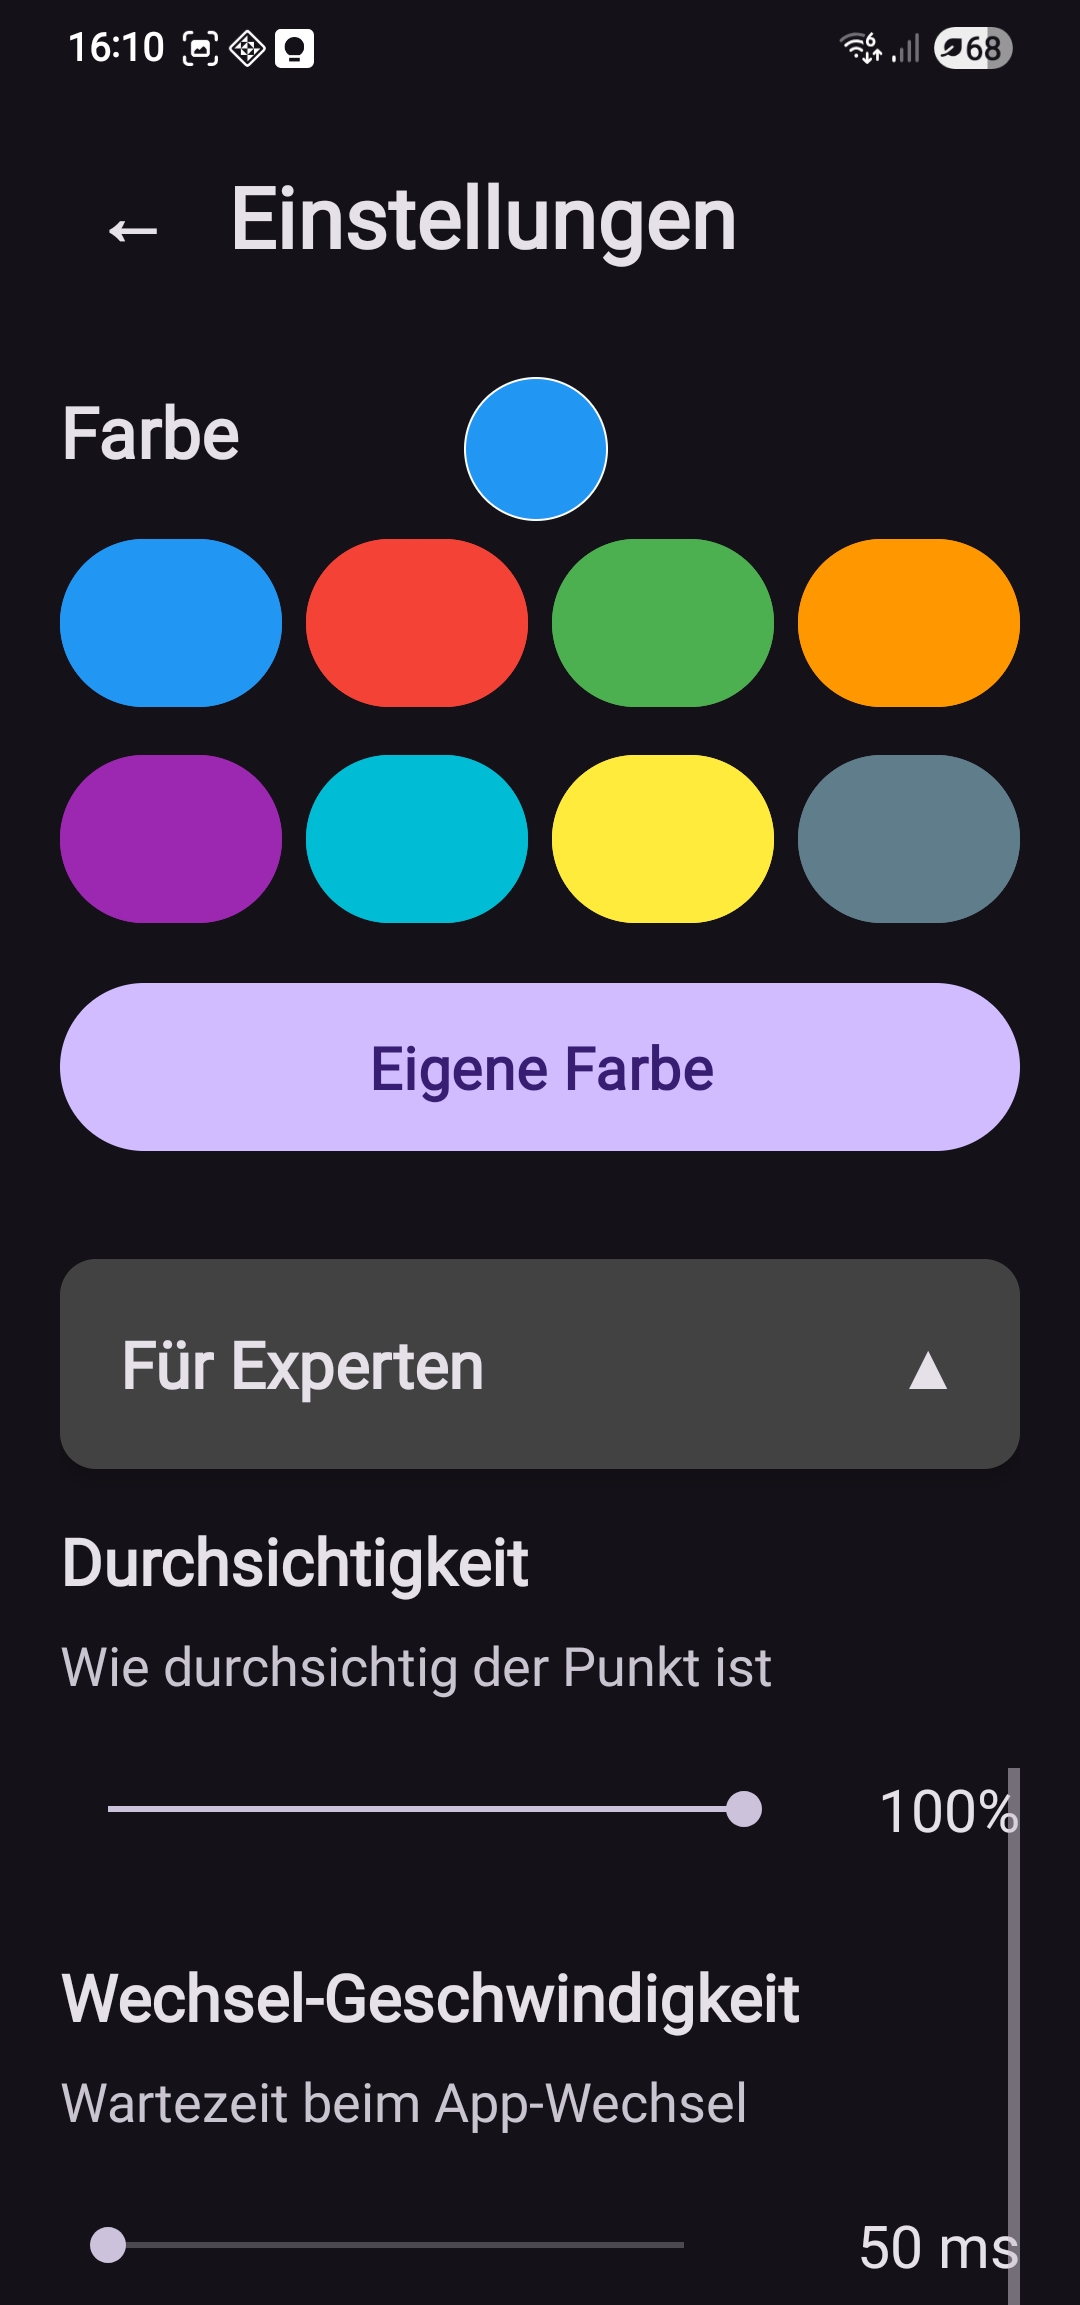 16:10
6
68
← Einstellungen
Farbe
Eigene Farbe
Für Experten ▲
Durchsichtigkeit
Wie durchsichtig der Punkt ist
100%
Wechsel-Geschwindigkeit
Wartezeit beim App-Wechsel
50 ms